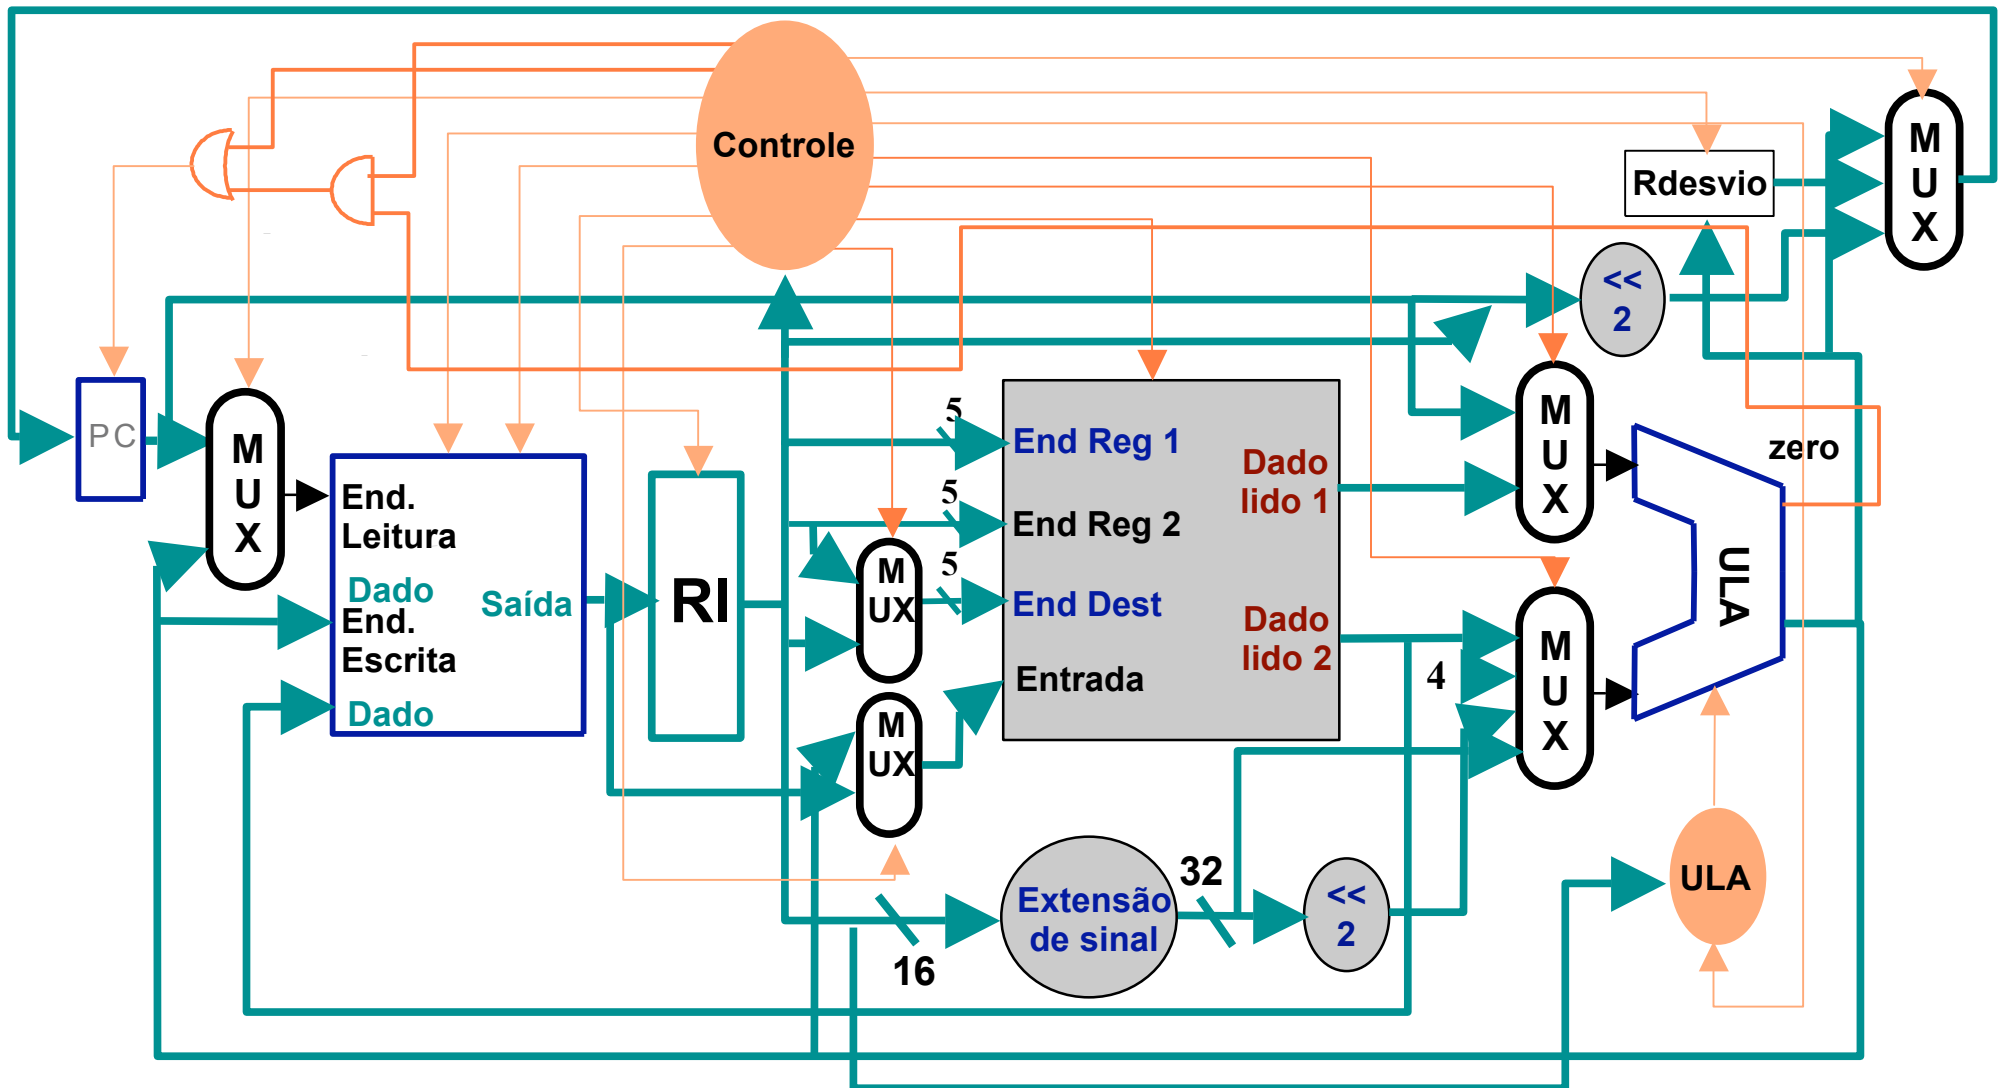 Controle
M
U
X
Rdesvio
<<
2
PC
M
U
X
End.
Leitura
Dado
End.
Escrita
Dado
Saída
RI
5
End Reg 1
5
End Reg 2
5
End Dest
Entrada
Dado
lido 1
Dado
lido 2
M
UX
M
UX
M
U
X
zero
4
M
U
X
ULA
ULA
Extensão
de sinal
16
32
<<
2